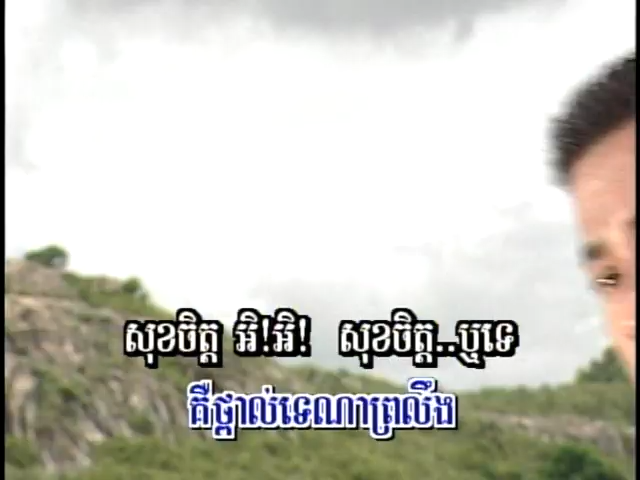 សុខចិត្ត អ៊ិ!អ៊ិ! សុខចិត្ត..ឬទេ
គឺថ្កាល់ទេណាព្រលឹង